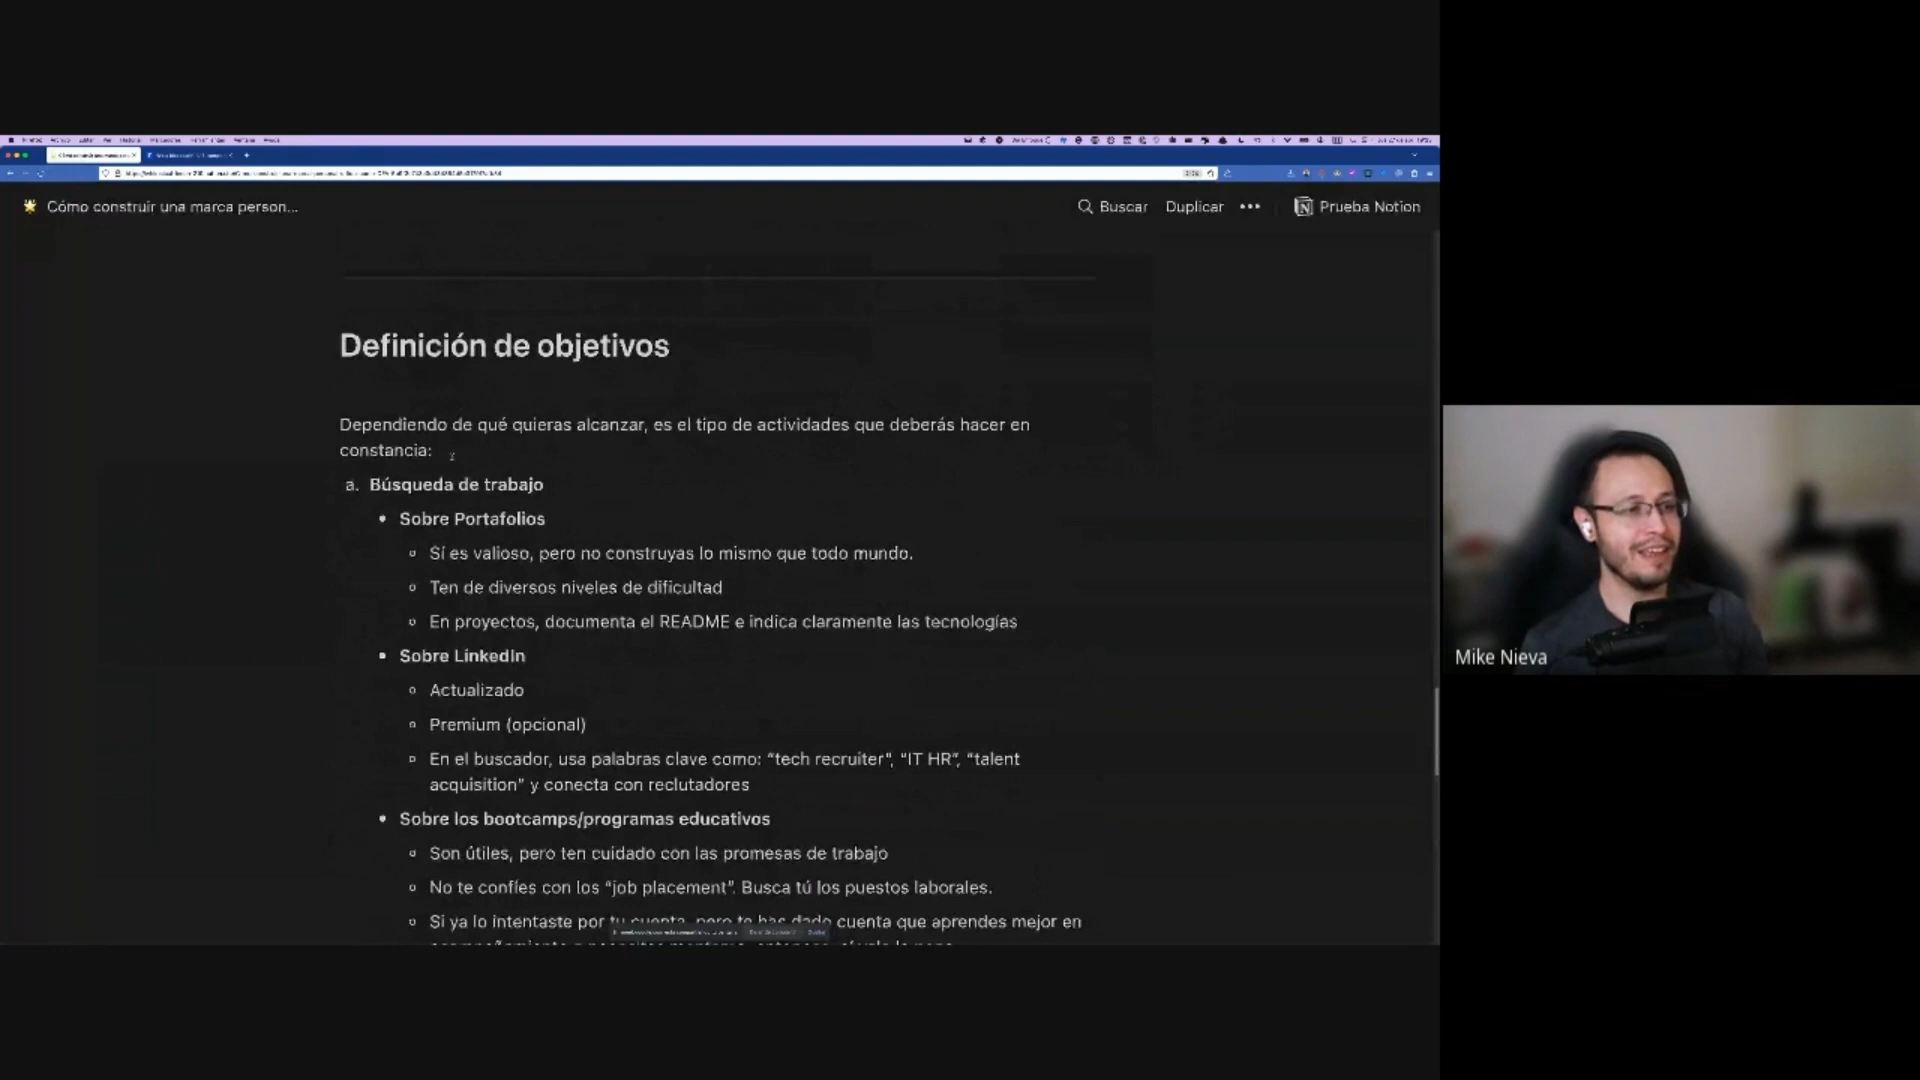 Cómo construir una marca person...
Buscar
Duplicar
Prueba Notion
Definición de objetivos
Dependiendo de qué quieras alcanzar, es el tipo de actividades que deberás hacer en
constancia:
a. Búsqueda de trabajo
• Sobre Portafolios
Sí es valioso, pero no construyas lo mismo que todo mundo.
Ten de diversos niveles de dificultad
En proyectos, documenta el README e indica claramente las tecnologías
• Sobre LinkedIn
Actualizado
Premium (opcional)
En el buscador, usa palabras clave como: “tech recruiter”, “IT HR”, “talent
acquisition” y conecta con reclutadores
• Sobre los bootcamps/programas educativos
Son útiles, pero ten cuidado con las promesas de trabajo
No te confíes con los “job placement”. Busca tú los puestos laborales.
Si ya lo intentaste por tu cuenta, pero te has dado cuenta que aprendes mejor en
Mike Nieva